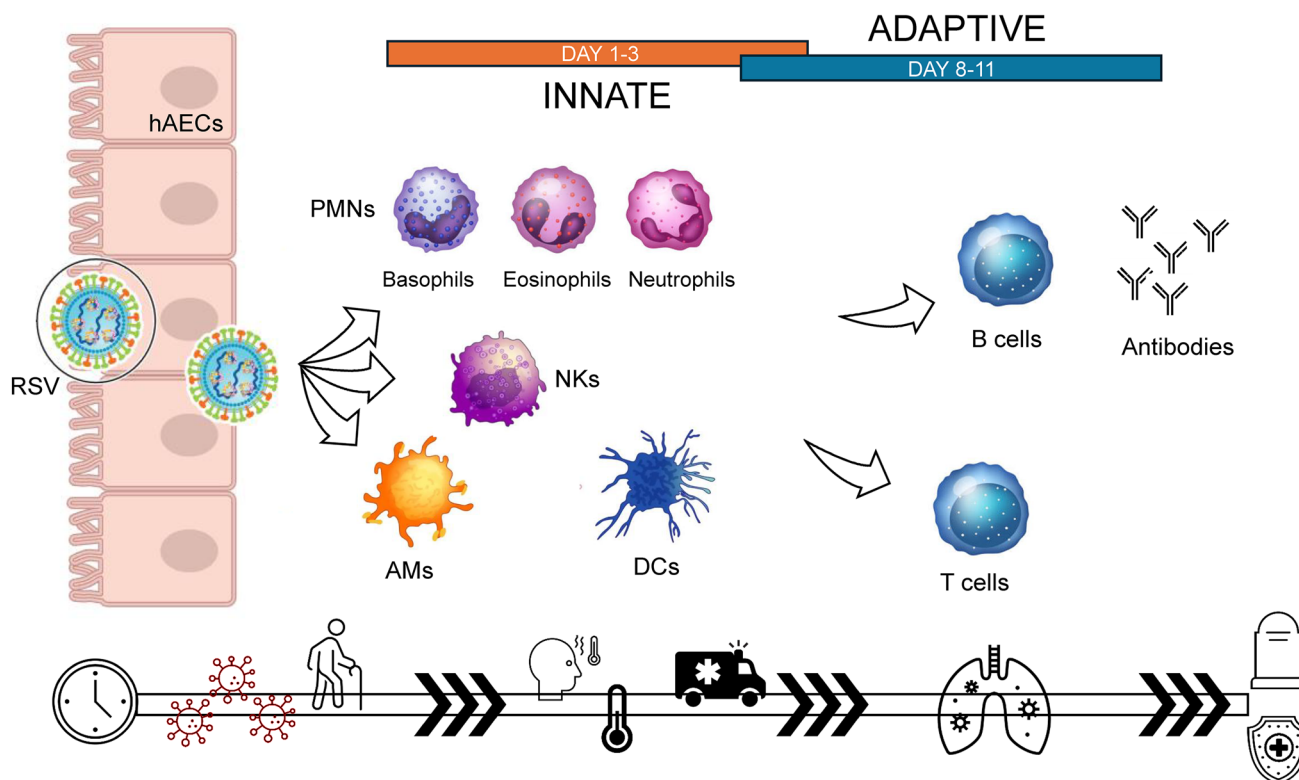 ADAPTIVE
DAY 1-3
DAY 8-11
INNATE
hAECs
PMNs
Basophils
Eosinophils
Neutrophils
RSV
NKs
B cells
Antibodies
AMs
DCs
T cells